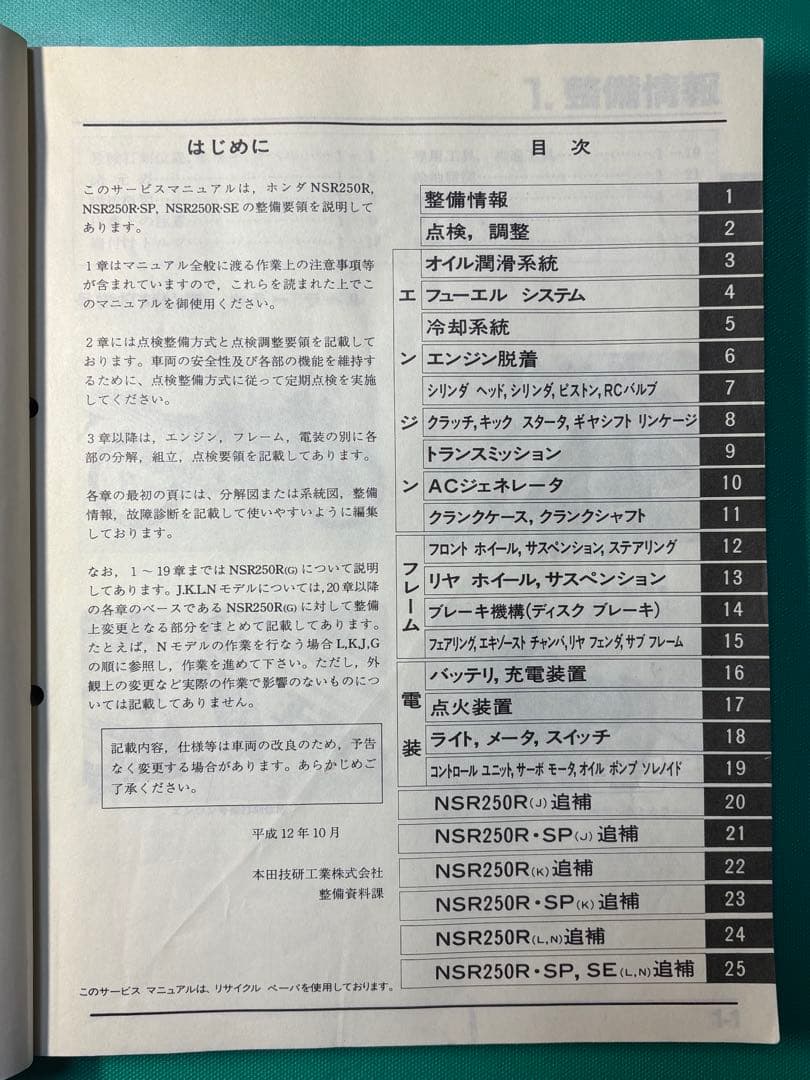 はじめに
このサービスマニュアルは，ホンダNSR250R,
NSR250R·SP, NSR250R·SEの整備要領を説明して
あります。
1章はマニュアル全般に渡る作業上の注意事項等
が含まれていますので，これらを読まれた上でこ
のマニュアルを御使用ください。
2章には点検整備方式と点検調整要領を記載して
おります。車両の安全性及び各部の機能を維持す
るために，点検整備方式に従って定期点検を実施
してください。
3章以降は，エンジン，フレーム，電装の別に各
部の分解，組立，点検要領を記載してあります。
各章の最初の頁には，分解図または系統図，整備
情報，故障診断を記載して使いやすいように編集
しております。
なお，1～19章まではNSR250R(G)について説明
してあります。J.K.L.Nモデルについては,20章以降
の各章のベースであるNSR250R(G)に対して整備
上変更となる部分をまとめて記載してあります。
たとえば，Nモデルの作業を行なう場合L,K,J,G
の順に参照し，作業を進めて下さい。ただし，外
観上の変更など実際の作業で影響のないものにつ
いては記載してありません。
記載内容，仕様等は車両の改良のため，予告
なく変更する場合があります。あらかじめご
了承ください。
平成12年10月
本田技研工業株式会社
整備資料課
このサービス マニュアルは、リサイクル ペーパを使用しております。
目 次
整備情報 1
点検，調整 2
エンジン
オイル潤滑系統 3
フューエル システム 4
冷却系統 5
エンジン脱着 6
シリンダ ヘッド，シリンダ，ピストン，RCバルブ 7
クラッチ，キック スタータ，ギヤシフト リンケージ 8
トランスミッション 9
ACジェネレータ 10
クランクケース，クランクシャフト 11
フレーム
フロント ホイール，サスペンション，ステアリング 12
リヤ ホイール，サスペンション 13
ブレーキ機構(ディスク ブレーキ) 14
フェアリング，エキゾースト チャンバ，リヤ フェンダ，サブ フレーム 15
電装
バッテリ，充電装置 16
点火装置 17
ライト，メータ，スイッチ 18
コントロール ユニット，サーボ モータ，オイル ポンプ ソレノイド 19
NSR250R(J)追補 20
NSR250R·SP(J)追補 21
NSR250R(K)追補 22
NSR250R·SP(K)追補 23
NSR250R(L,N)追補 24
NSR250R·SP, SE(L,N)追補 25
1. 整備情報
1-1